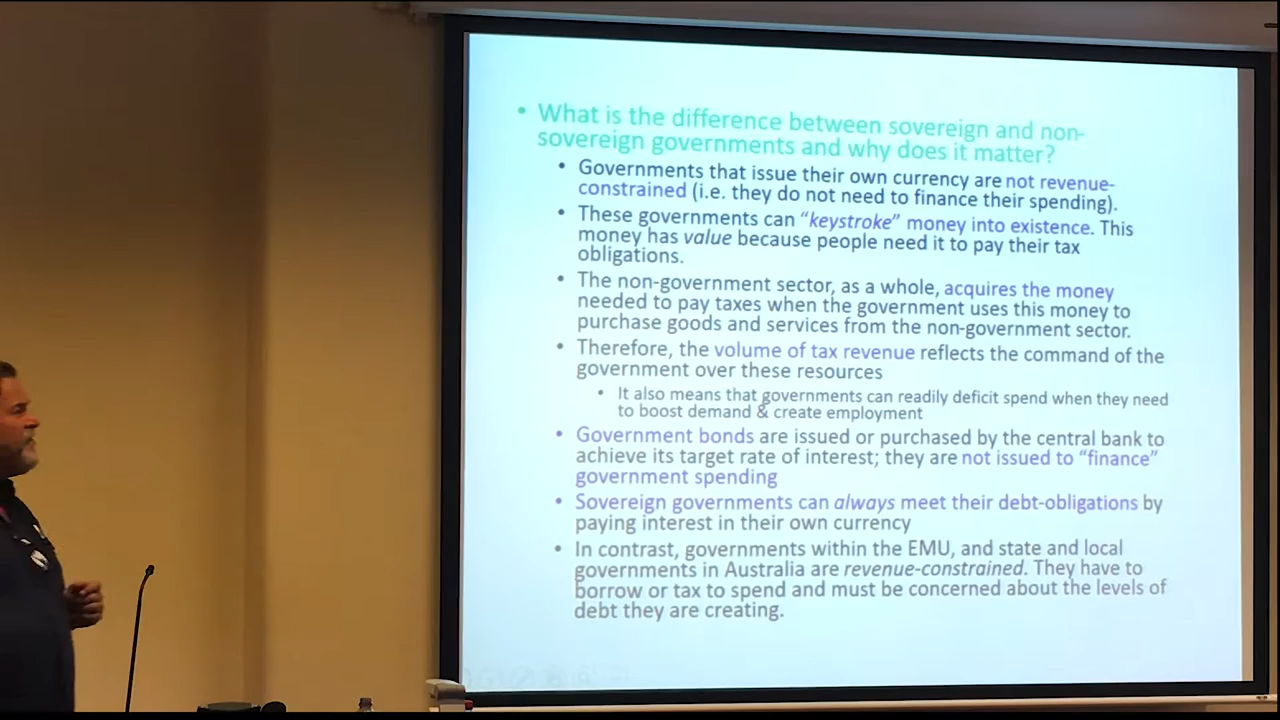 • What is the difference between sovereign and non-
sovereign governments and why does it matter?
• Governments that issue their own currency are not revenue-
constrained (i.e. they do not need to finance their spending).
• These governments can “keystroke” money into existence. This
money has value because people need it to pay their tax
obligations.
• The non-government sector, as a whole, acquires the money
needed to pay taxes when the government uses this money to
purchase goods and services from the non-government sector.
• Therefore, the volume of tax revenue reflects the command of the
government over these resources
• It also means that governments can readily deficit spend when they need
to boost demand & create employment
• Government bonds are issued or purchased by the central bank to
achieve its target rate of interest; they are not issued to “finance”
government spending
• Sovereign governments can always meet their debt-obligations by
paying interest in their own currency
• In contrast, governments within the EMU, and state and local
governments in Australia are revenue-constrained. They have to
borrow or tax to spend and must be concerned about the levels of
debt they are creating.